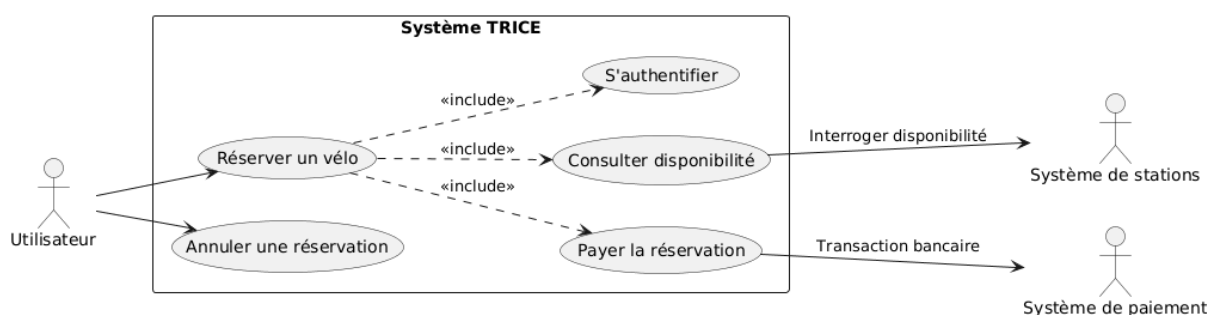 Système TRICE
S'authentifier
«include»
Interroger disponibilité
Réserver un vélo
«include»
Consulter disponibilité
Système de stations
«include»
Utilisateur
Annuler une réservation
Payer la réservation
Transaction bancaire
Système de paiement